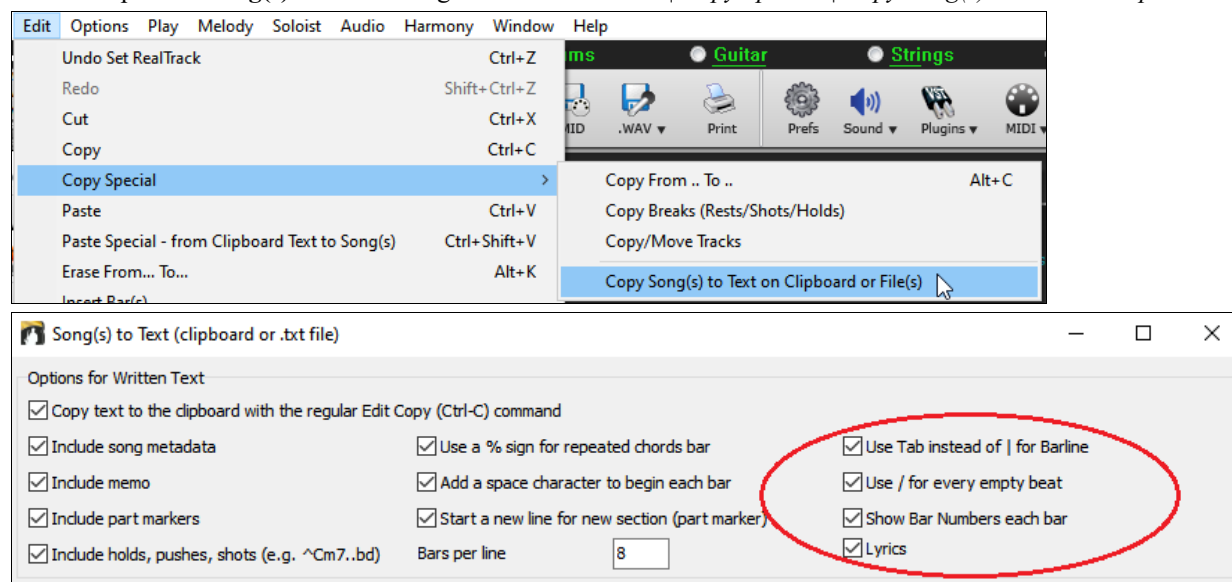 Edit Options Play Melody Soloist Audio Harmony Window Help
Undo Set RealTrack Ctrl+Z
Guitar Strings
Redo Shift+Ctrl+Z
Cut Ctrl+X
.WAV Print Prefs Sound Plugins MIDI
Copy Ctrl+C
Copy Special > Copy From .. To .. Alt+C
Paste Ctrl+V Copy Breaks (Rests/Shots/Holds)
Paste Special - from Clipboard Text to Song(s) Ctrl+Shift+V Copy/Move Tracks
Erase From... To... Alt+K
Copy Song(s) to Text on Clipboard or File(s)
Insert Bar(s)
Song(s) to Text (clipboard or .txt file)
Options for Written Text
Copy text to the clipboard with the regular Edit Copy (Ctrl-C) command
Include song metadata Use a % sign for repeated chords bar Use Tab instead of | for Barline
Include memo Add a space character to begin each bar Use / for every empty beat
Include part markers Start a new line for new section (part marker) Show Bar Numbers each bar
Include holds, pushes, shots (e.g. ^Cm7..bd) Bars per line 8 Lyrics